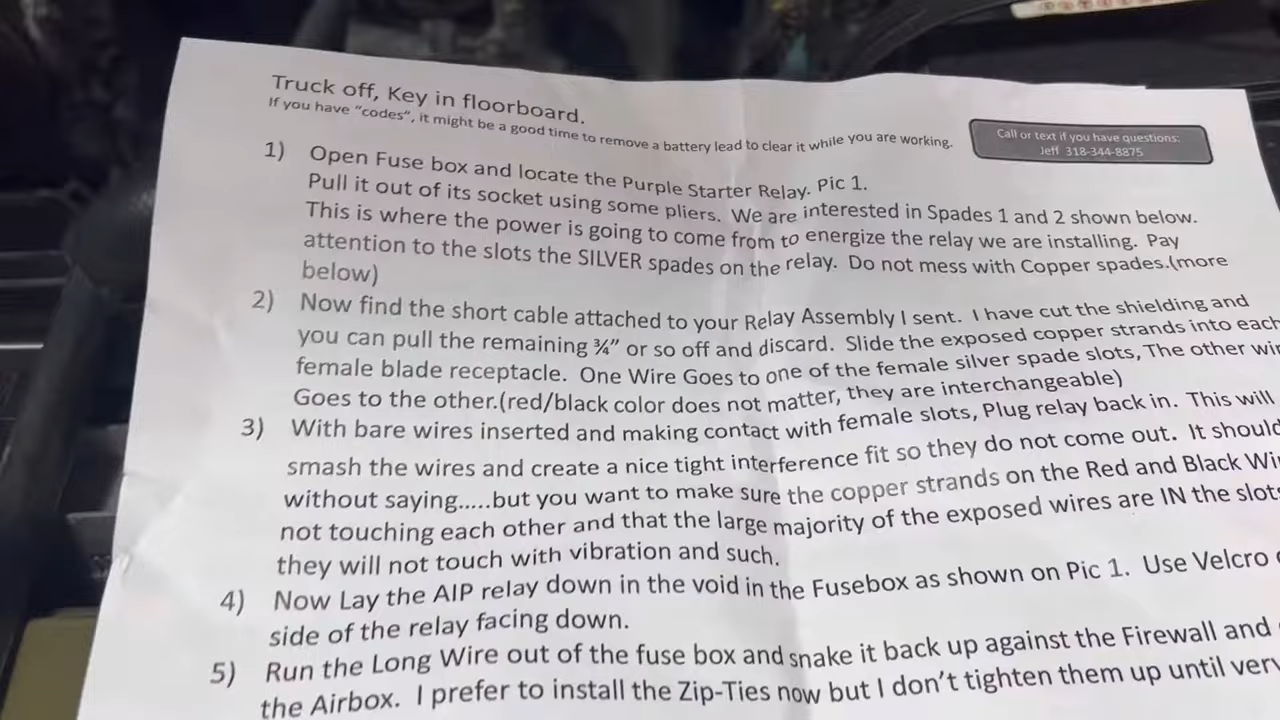 Truck off, Key in floorboard.
If you have "codes", it might be a good time to remove a battery lead to clear it while you are working.
Call or text if you have questions:
Jeff 318-344-8875
1) Open Fuse box and locate the Purple Starter Relay. Pic 1.
Pull it out of its socket using some pliers. We are interested in Spades 1 and 2 shown below.
This is where the power is going to come from to energize the relay we are installing. Pay
attention to the slots the SILVER spades on the relay. Do not mess with Copper spades.(more
below)
2) Now find the short cable attached to your Relay Assembly I sent. I have cut the shielding and
you can pull the remaining ¾" or so off and discard. Slide the exposed copper strands into each
female blade receptacle. One Wire Goes to one of the female silver spade slots, The other wir
Goes to the other.(red/black color does not matter, they are interchangeable)
3) With bare wires inserted and making contact with female slots, Plug relay back in. This will
smash the wires and create a nice tight interference fit so they do not come out. It should
without saying.....but you want to make sure the copper strands on the Red and Black Wi
not touching each other and that the large majority of the exposed wires are IN the slots
they will not touch with vibration and such.
4) Now Lay the AIP relay down in the void in the Fusebox as shown on Pic 1. Use Velcro
side of the relay facing down.
5) Run the Long Wire out of the fuse box and snake it back up against the Firewall and
the Airbox. I prefer to install the Zip-Ties now but I don't tighten them up until very